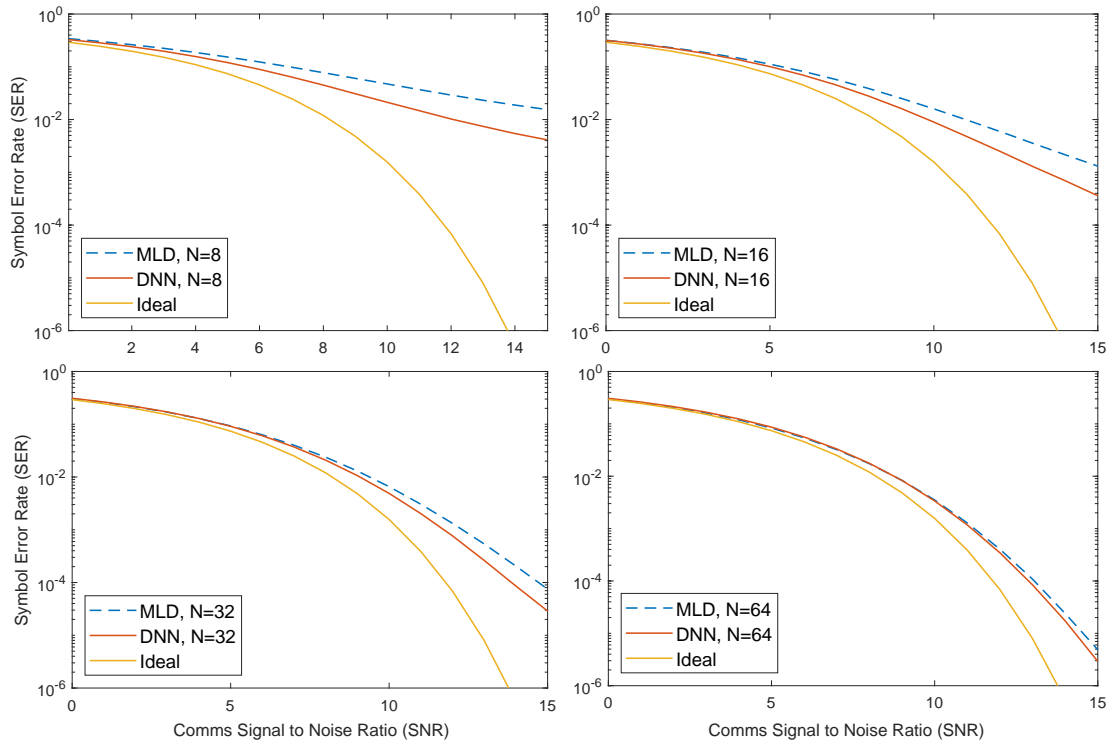 10^0
10^-2
10^-4
10^-6
Symbol Error Rate (SER)
MLD, N=8
DNN, N=8
Ideal
2 4 6 8 10 12 14
10^0
10^-2
10^-4
10^-6
MLD, N=16
DNN, N=16
Ideal
0 5 10 15
10^0
10^-2
10^-4
10^-6
Symbol Error Rate (SER)
MLD, N=32
DNN, N=32
Ideal
0 5 10 15
Comms Signal to Noise Ratio (SNR)
10^0
10^-2
10^-4
10^-6
MLD, N=64
DNN, N=64
Ideal
0 5 10 15
Comms Signal to Noise Ratio (SNR)